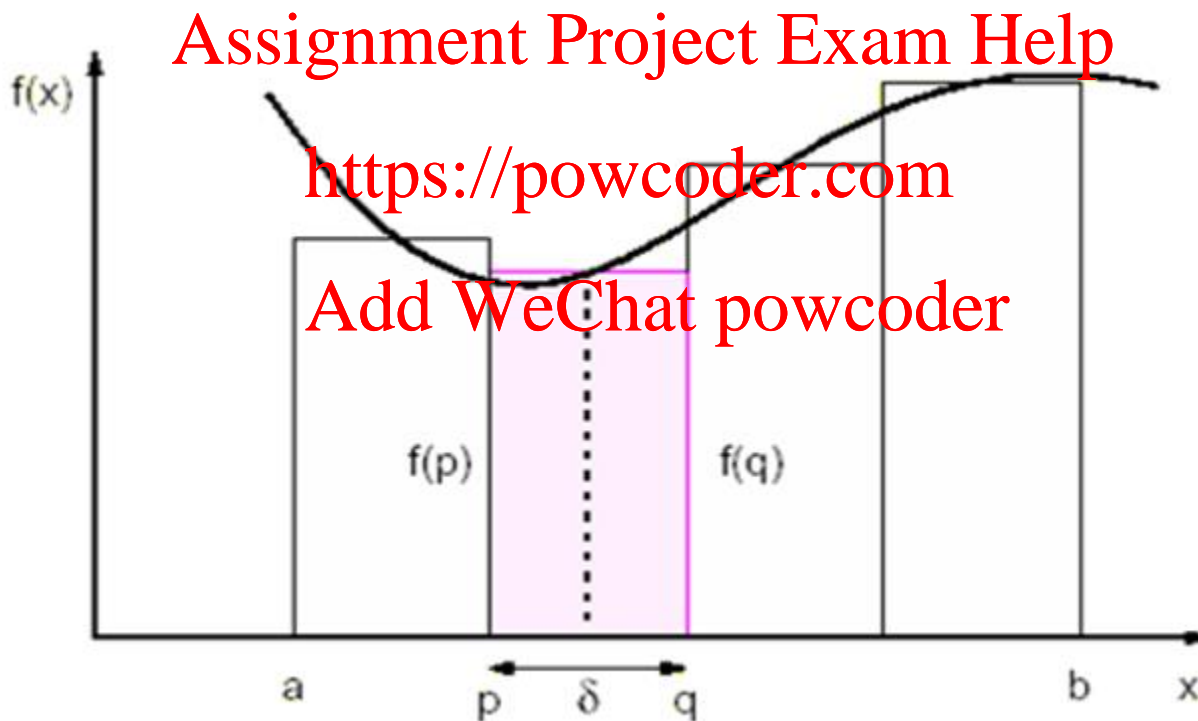 Assignment Project Exam Help
f(x)
https://powcoder.com
Add WeChat powcoder
f(p) f(q)
a p δ q b x